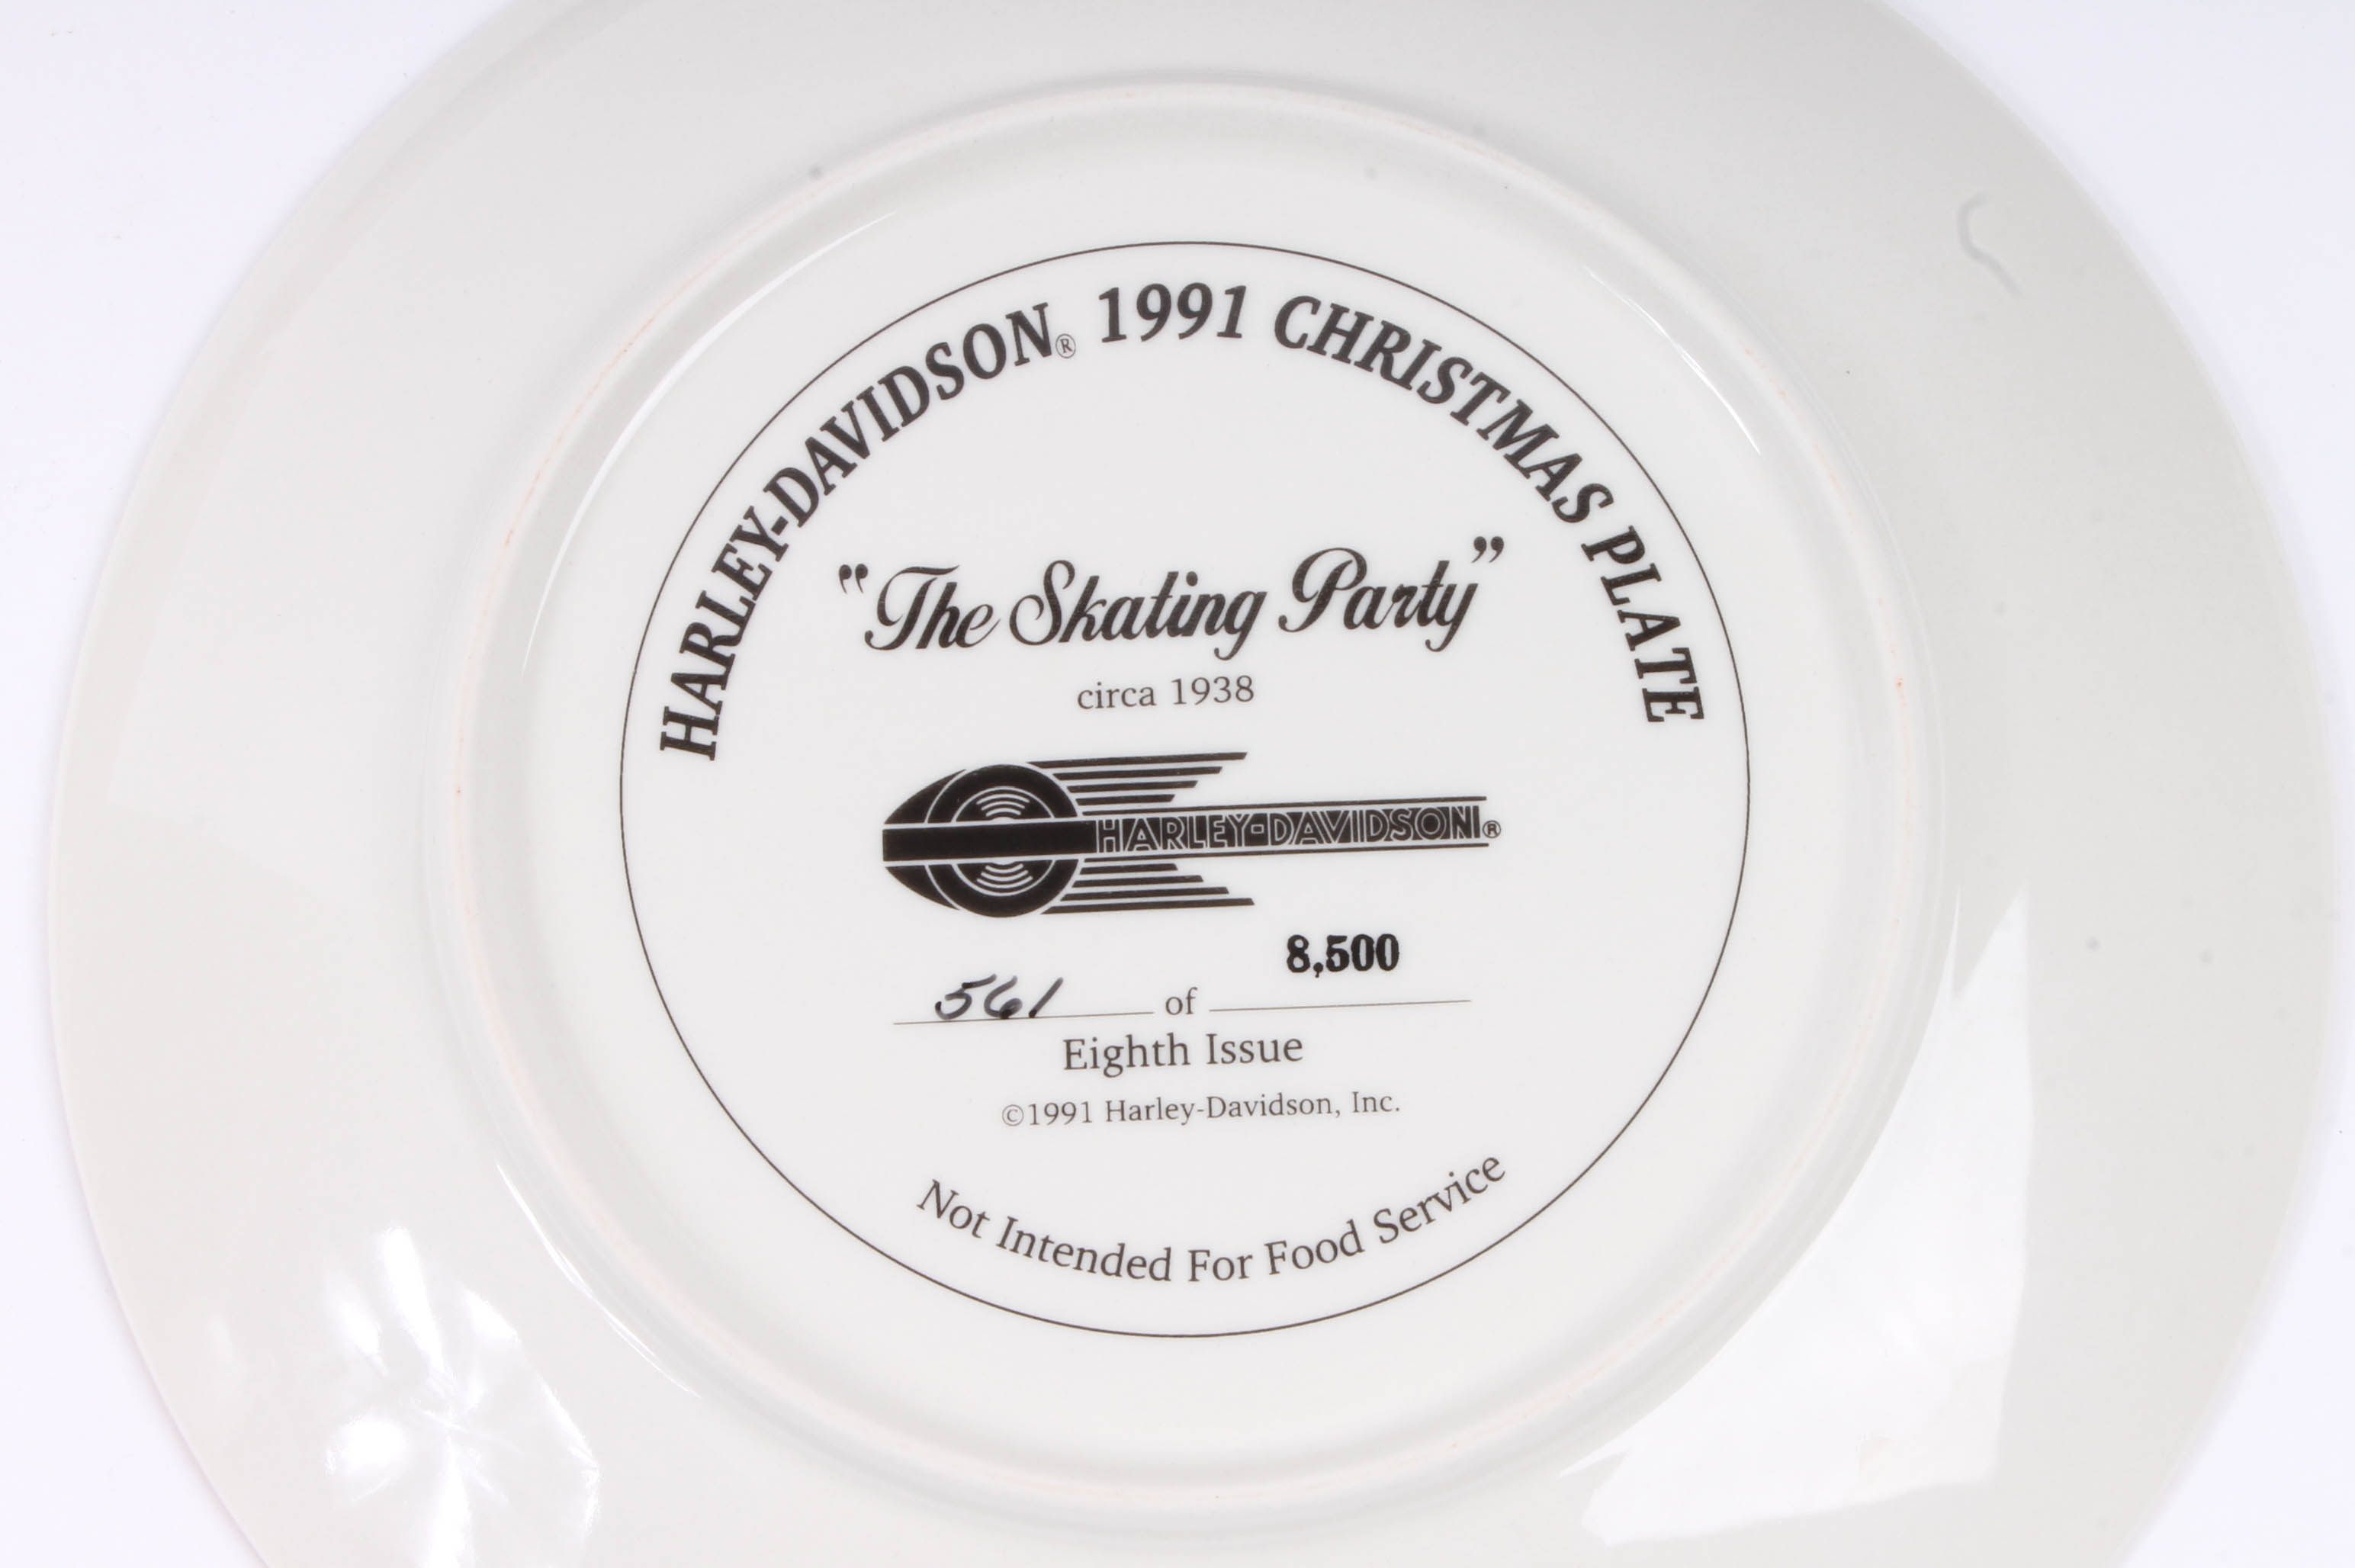 HARLEY-DAVIDSON® 1991 CHRISTMAS PLATE
"The Skating Party"
circa 1938
HARLEY-DAVIDSON®
561 of 8,500
Eighth Issue
©1991 Harley-Davidson, Inc.
Not Intended For Food Service